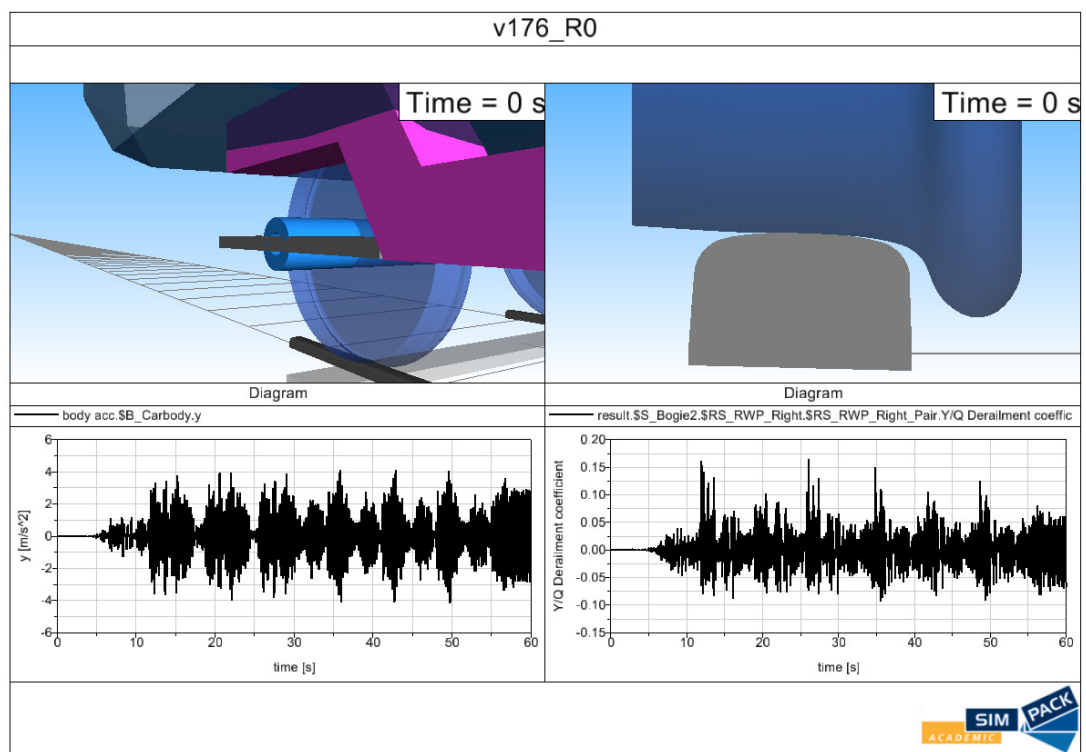 v176_R0
Time = 0 s
Time = 0 s
Diagram
Diagram
body acc.$B_Carbody.y
result.$S_Bogie2.$RS_RWP_Right.$RS_RWP_Right_Pair.Y/Q Derailment coeffic
y [m/s^2]
6
4
2
0
-2
-4
-6
0 10 20 30 40 50 60
time [s]
Y/Q Derailment coefficient
0.20
0.15
0.10
0.05
0.00
-0.05
-0.10
-0.15
0 10 20 30 40 50 60
time [s]
SIM PACK
ACADEMIC